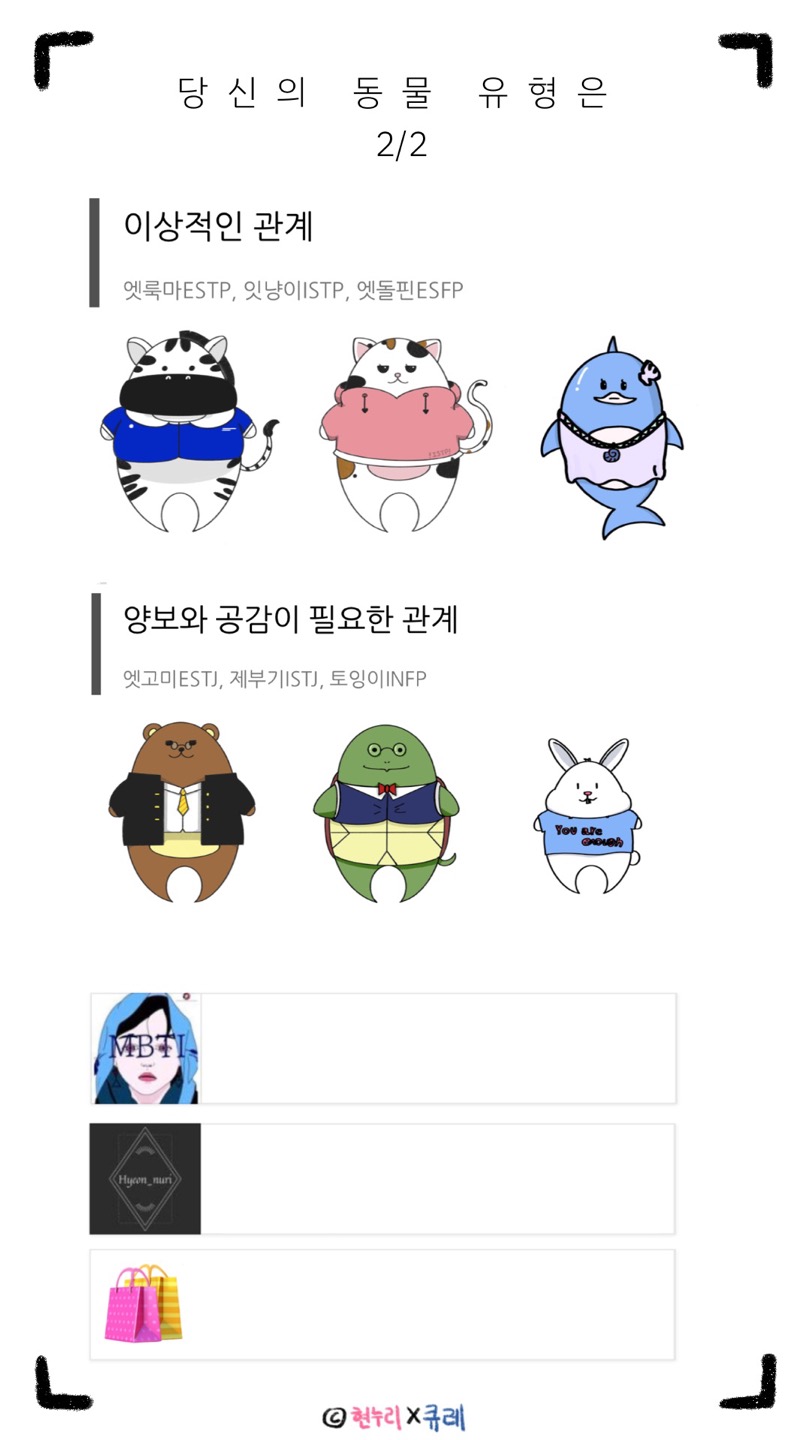 당신의 동물 유형은
2/2
이상적인 관계
엣룩마ESTP, 잇냥이ISTP, 엣돌핀ESFP
양보와 공감이 필요한 관계
엣고미ESTJ, 제부기ISTJ, 토잉이INFP
You are
enough
MBTI
Hyeon_nuri
© 현누리 X 큐레